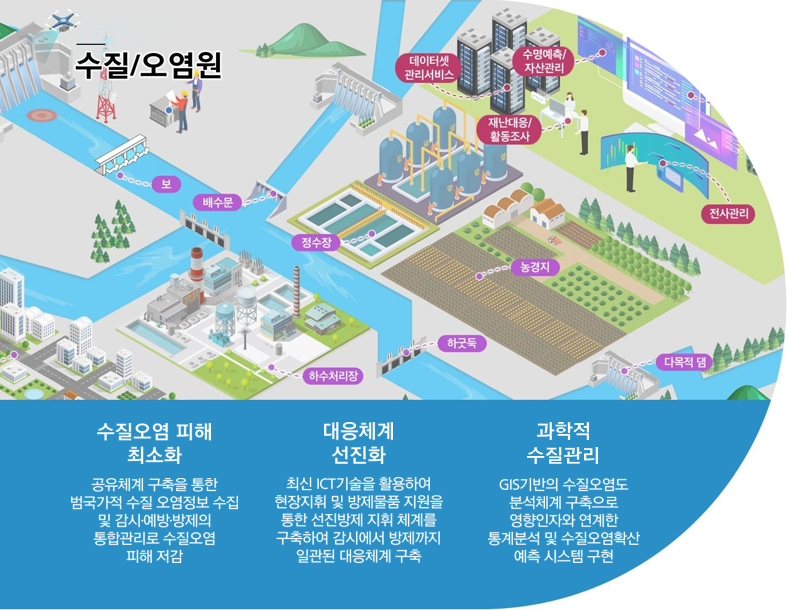 수질/오염원
데이터셋
관리서비스
수명예측/
자산관리
재난대응/
활동조사
전사관리
보
배수문
정수장
농경지
하굿둑
다목적 댐
하수처리장
수질오염 피해
최소화
공유체계 구축을 통한
범국가적 수질 오염정보 수집
및 감시·예방·방제의
통합관리로 수질오염
피해 저감
대응체계
선진화
최신 ICT기술을 활용하여
현장지휘 및 방제물품 지원을
통한 선진방제 지휘 체계를
구축하여 감시에서 방제까지
일관된 대응체계 구축
과학적
수질관리
GIS기반의 수질오염도
분석체계 구축으로
영향인자와 연계한
통계분석 및 수질오염확산
예측 시스템 구현